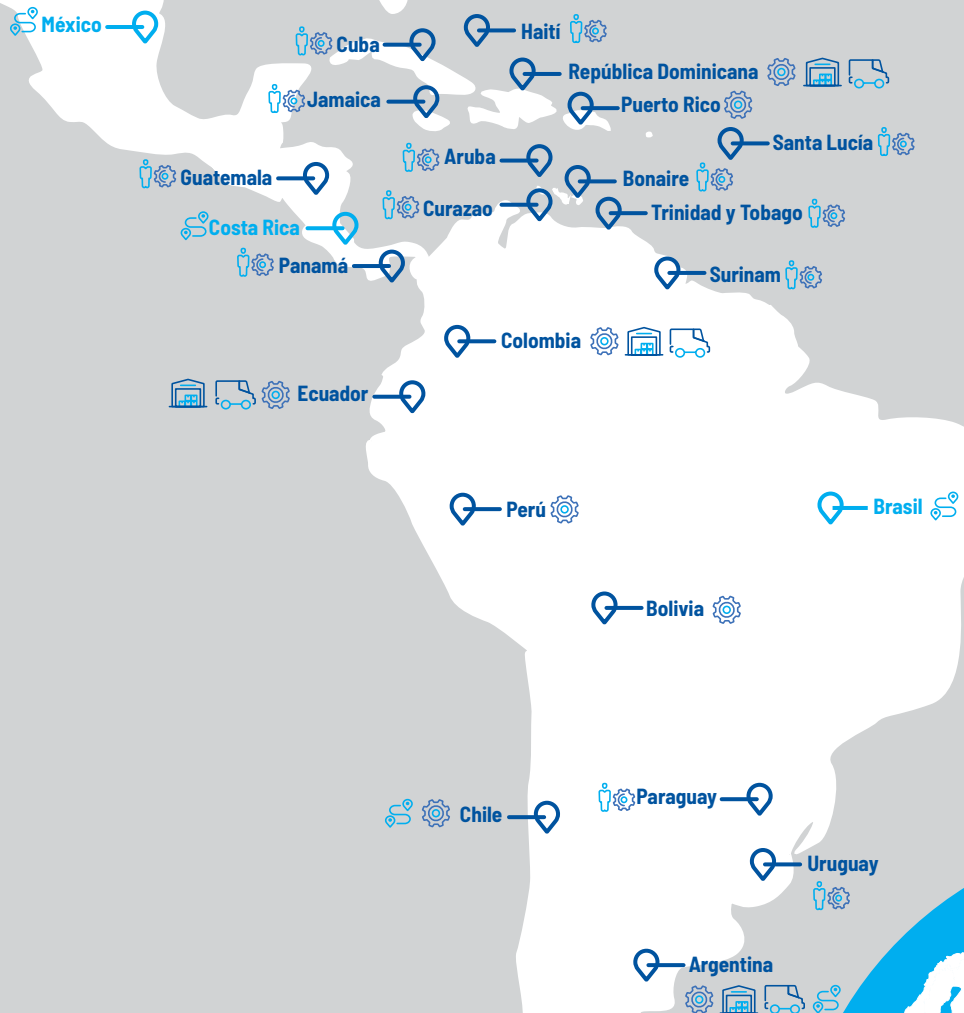 México
Haití
Cuba
República Dominicana
Jamaica
Puerto Rico
Santa Lucía
Aruba
Guatemala
Bonaire
Curazao
Trinidad y Tobago
Costa Rica
Panamá
Surinam
Colombia
Ecuador
Perú
Brasil
Bolivia
Paraguay
Chile
Uruguay
Argentina